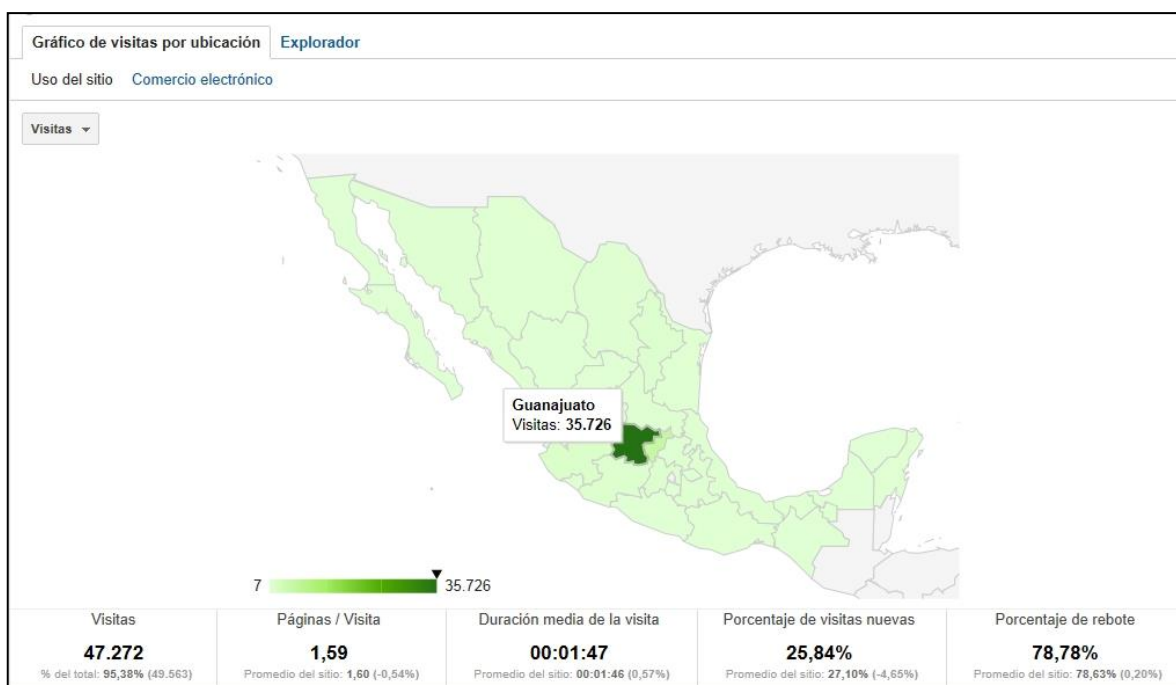 Gráfico de visitas por ubicación Explorador
Uso del sitio Comercio electrónico
Visitas
Guanajuato
Visitas: 35.726
7 35.726
Visitas Páginas / Visita Duración media de la visita Porcentaje de visitas nuevas Porcentaje de rebote
47.272 1,59 00:01:47 25,84% 78,78%
% del total: 95,38% (49.563) Promedio del sitio: 1,60 (-0,54%) Promedio del sitio: 00:01:46 (0,57%) Promedio del sitio: 27,10% (-4,65%) Promedio del sitio: 78,63% (0,20%)